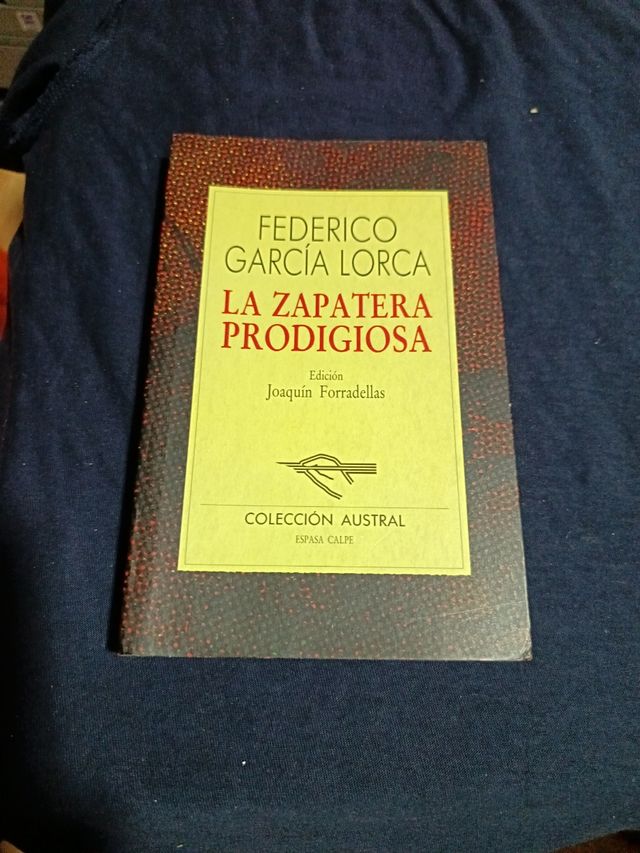 FEDERICO
GARCÍA LORCA
LA ZAPATERA
PRODIGIOSA
Edición
Joaquín Forradellas
COLECCIÓN AUSTRAL
ESPASA CALPE